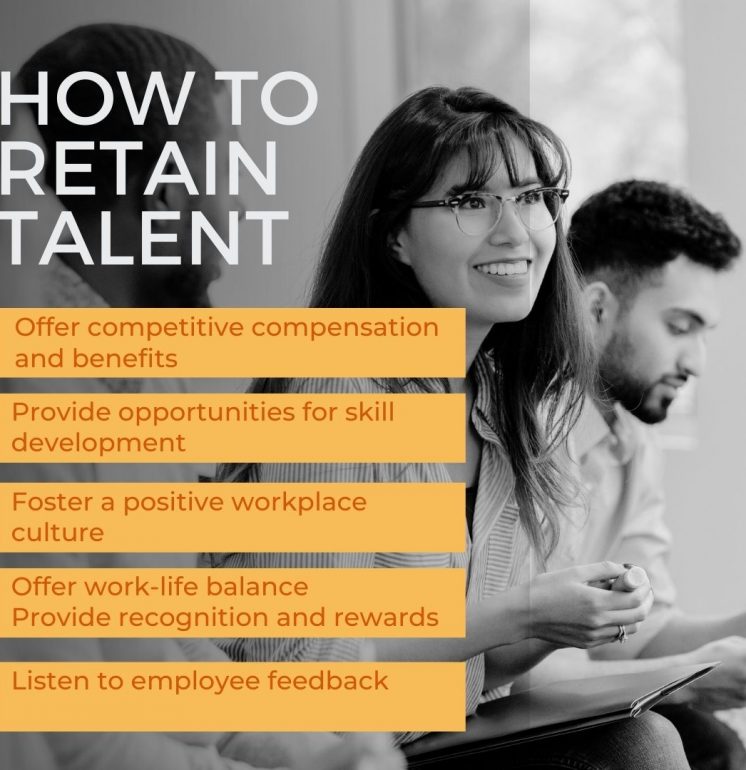 HOW TO
RETAIN
TALENT
Offer competitive compensation
and benefits
Provide opportunities for skill
development
Foster a positive workplace
culture
Offer work-life balance
Provide recognition and rewards
Listen to employee feedback